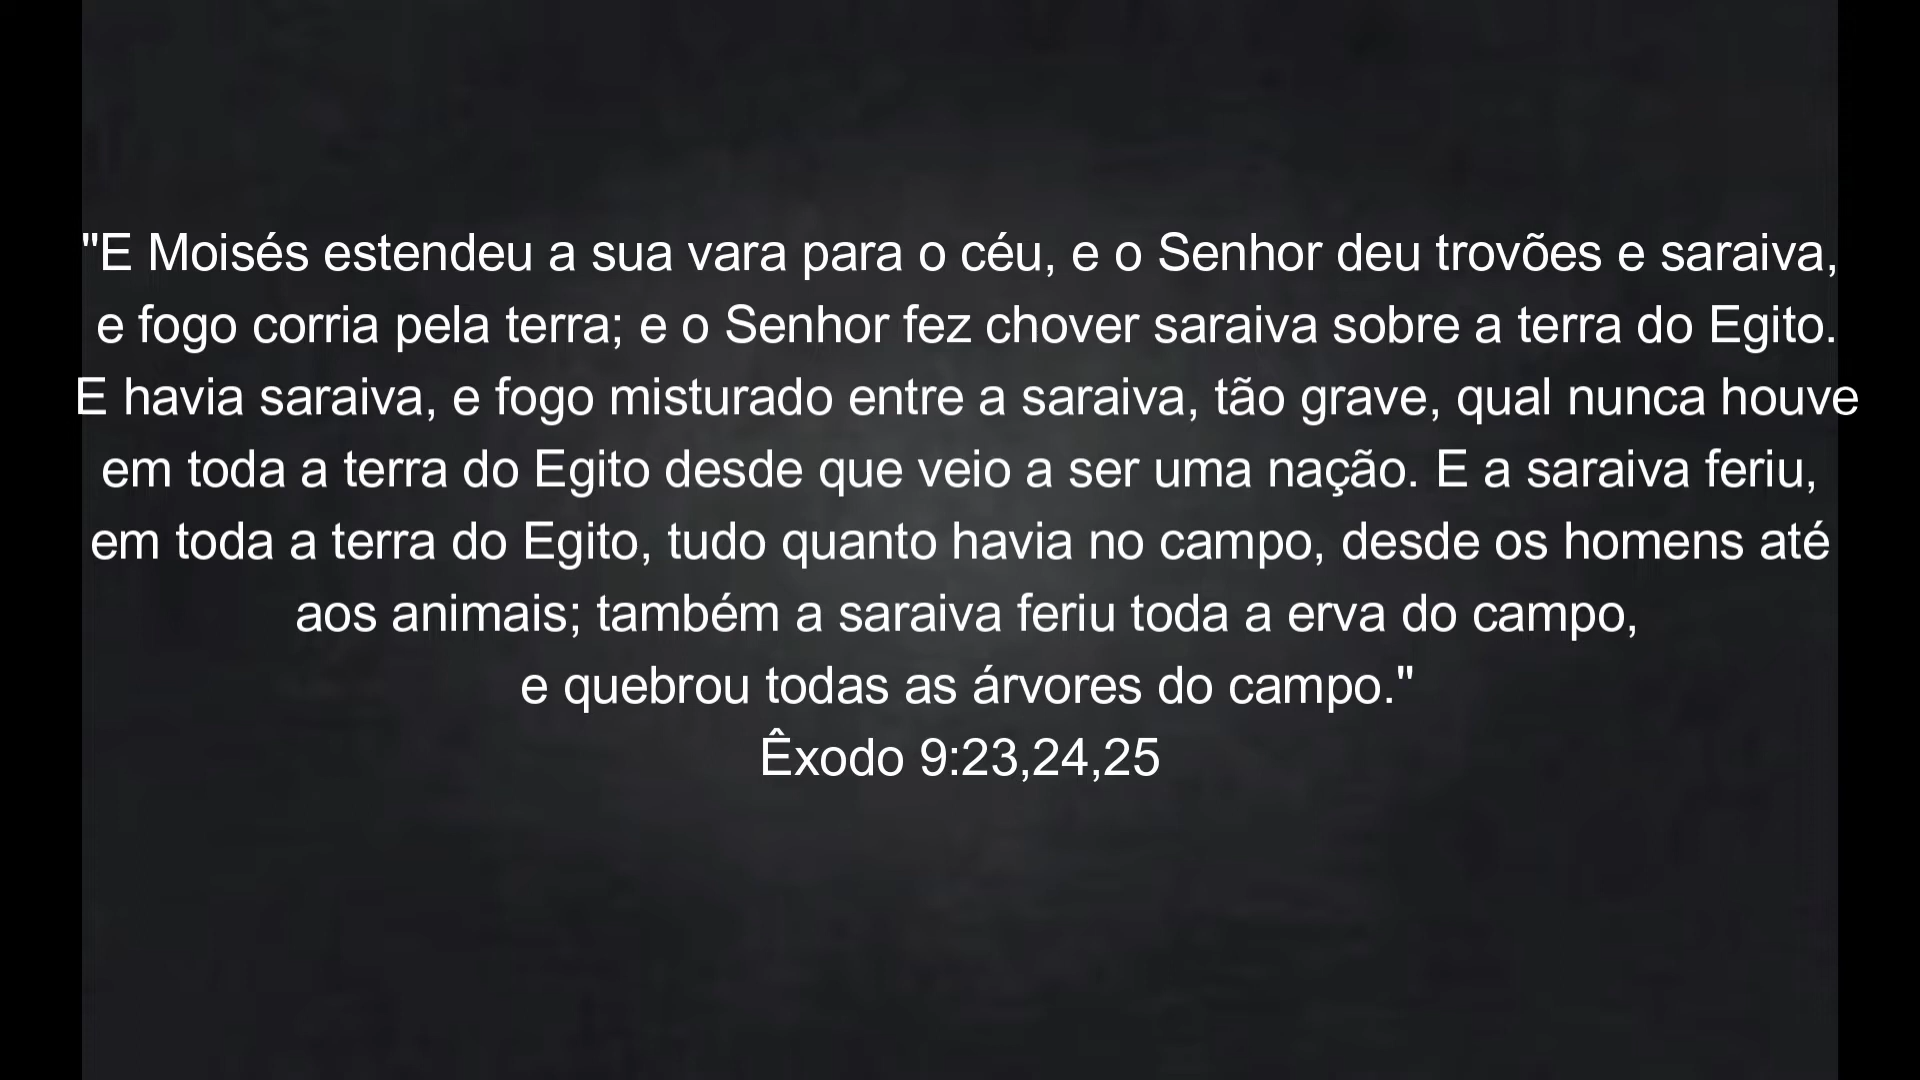 "E Moisés estendeu a sua vara para o céu, e o Senhor deu trovões e saraiva,
e fogo corria pela terra; e o Senhor fez chover saraiva sobre a terra do Egito.
E havia saraiva, e fogo misturado entre a saraiva, tão grave, qual nunca houve
em toda a terra do Egito desde que veio a ser uma nação. E a saraiva feriu,
em toda a terra do Egito, tudo quanto havia no campo, desde os homens até
aos animais; também a saraiva feriu toda a erva do campo,
e quebrou todas as árvores do campo."
Êxodo 9:23,24,25